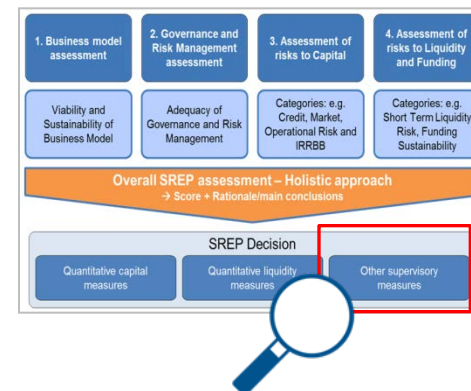 1. Business model
assessment
2. Governance and
Risk Management
assessment
3. Assessment of
risks to Capital
4. Assessment of
risks to Liquidity
and Funding
Viability and
Sustainability of
Business Model
Adequacy of
Governance and Risk
Management
Categories: e.g.
Credit, Market,
Operational Risk and
IRRBB
Categories: e.g.
Short Term Liquidity
Risk, Funding
Sustainability
Overall SREP assessment – Holistic approach
→ Score + Rationale/main conclusions
SREP Decision
Quantitative capital
measures
Quantitative liquidity
measures
Other supervisory
measures